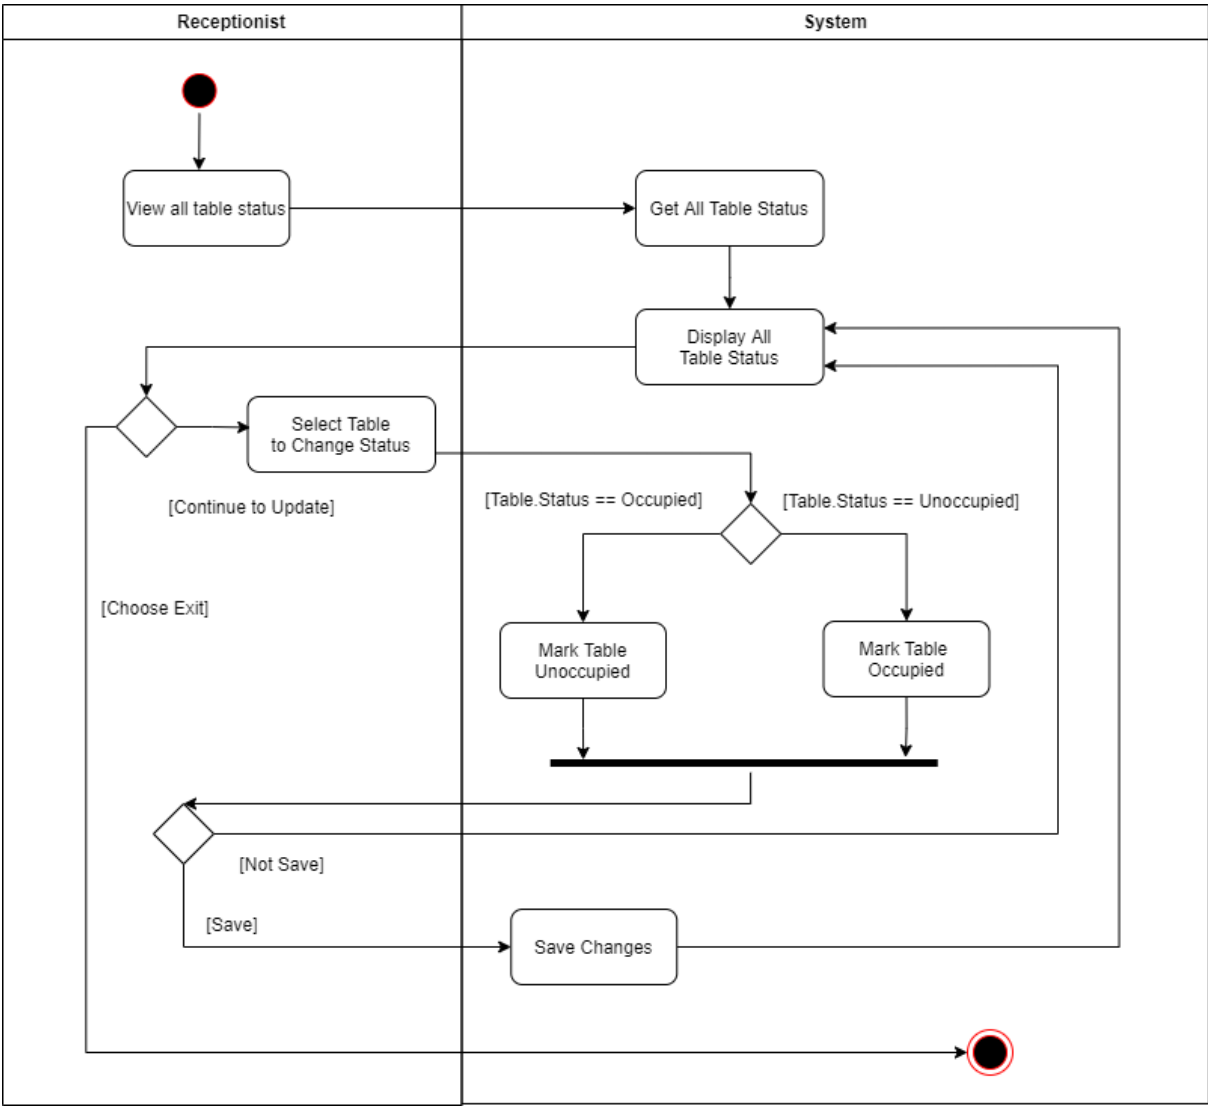 Receptionist
System
View all table status
Get All Table Status
Display All
Table Status
Select Table
to Change Status
[Continue to Update]
[Table.Status == Occupied]
[Table.Status == Unoccupied]
[Choose Exit]
Mark Table
Unoccupied
Mark Table
Occupied
[Not Save]
[Save]
Save Changes